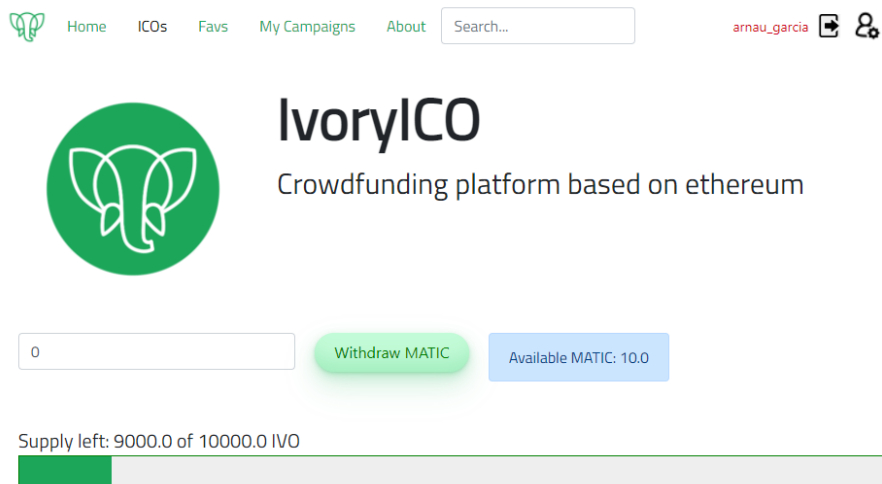 Home ICOs Favs My Campaigns About Search... arnau_garcia
IvoryICO
Crowdfunding platform based on ethereum
0 Withdraw MATIC Available MATIC: 10.0
Supply left: 9000.0 of 10000.0 IVO